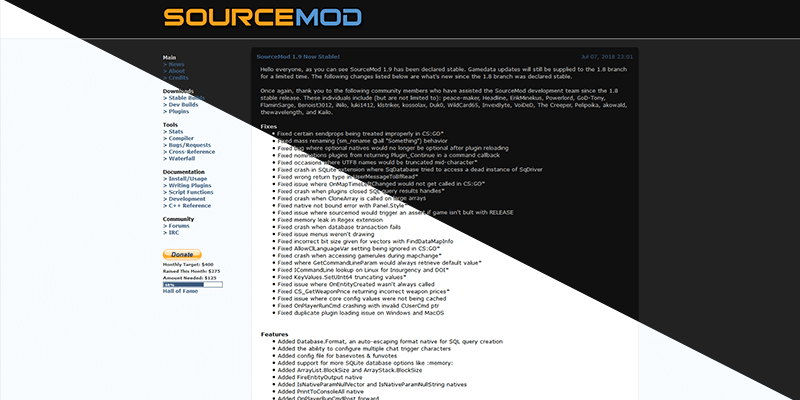 SOURCEMOD
Main
> News
> About
> Credits
Downloads
> Stable Builds
> Dev Builds
> Plugins
Tools
> Stats
> Compiler
> Bugs/Requests
> Cross-Reference
> Waterfall
Documentation
> Install/Usage
> Writing Plugins
> Script Functions
> Development
> C++ Reference
Community
> Forums
> IRC
Donate
Monthly Target: $400
Raised This Month: $275
Amount Needed: $125
68%
Hall of Fame
SourceMod 1.9 Now Stable!
Jul 07, 2018 23:01
Hello everyone, as you can see SourceMod 1.9 has been declared stable. Gamedata updates will still be supplied to the 1.8 branch
for a limited time. The following changes listed below are what's new since the 1.8 branch was declared stable.
Once again, thank you to the following community members who have assisted the SourceMod development team since the 1.8
stable release. These individuals include (but are not limited to): peace-maker, Headline, ErikMinekus, Powerlord, GoD-Tony,
FlaminSarge, Benoist3012, iNilo, luki1412, klstriker, kossolax, Duk0, WildCard65, InvexByte, VoiDeD, The Creeper, Pelipoika, akowald,
thewavelength, and Kailo.
Fixes
• Fixed certain sendprops being treated improperly in CS:GO*
• Fixed mass renaming (sm_rename @all "Something") behavior
• Fixed bug where optional natives would no longer be optional after plugin reloading
• Fixed nominations plugins from returning Plugin_Continue in a command callback
• Fixed occasions where UTF8 names would be truncated mid-character*
• Fixed crash in SQLite extension where SqDatabase tried to access a dead instance of SqDriver
• Fixed wrong return type in UserMessageToBfRead*
• Fixed issue where OnMapTimeLeftChanged would not get called in CS:GO*
• Fixed crash when plugins closed SQL query results handles*
• Fixed crash when CloneArray is called on large arrays
• Fixed native not bound error with Panel.Style*
• Fixed issue where sourcemod would trigger an assert if game isn't built with RELEASE
• Fixed memory leak in Regex extension
• Fixed crash when database transaction fails
• Fixed issue menus weren't drawing
• Fixed incorrect bit size given for vectors with FindDataMapInfo
• Fixed AllowClLanguageVar setting being ignored in CS:GO*
• Fixed crash when accessing gamerules during mapchange*
• Fixed where GetCommandLineParam would always retrieve default value*
• Fixed ICommandLine lookup on Linux for Insurgency and DOI*
• Fixed KeyValues.SetUInt64 truncating values*
• Fixed issue where OnEntityCreated wasn't always called
• Fixed CS_GetWeaponPrice returning incorrect weapon prices*
• Fixed issue where core config values were not being cached
• Fixed OnPlayerRunCmd crashing with invalid CUserCmd ptr
• Fixed duplicate plugin loading issue on Windows and MacOS
Features
• Added Database.Format, an auto-escaping format native for SQL query creation
• Added the ability to configure multiple chat trigger characters
• Added config file for basevotes & funvotes
• Added support for more SQLite database options like :memory:
• Added ArrayList.BlockSize and ArrayStack.BlockSize
• Added FireEntityOutput native
• Added IsNativeParamNullVector and IsNativeParamNullString natives
• Added PrintToConsoleAll native
• Added OnPlayerRunCmdPost forward